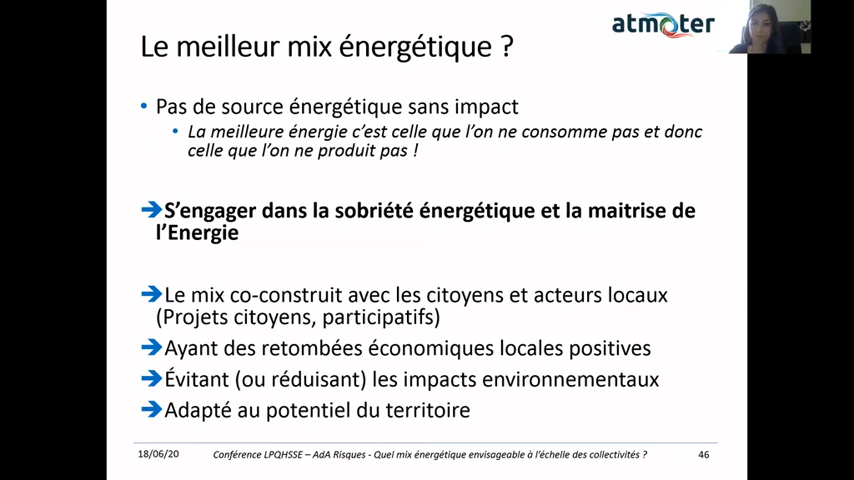 atmoter
Le meilleur mix énergétique ?
• Pas de source énergétique sans impact
• La meilleure énergie c'est celle que l'on ne consomme pas et donc
celle que l'on ne produit pas !
➔S'engager dans la sobriété énergétique et la maitrise de
l'Energie
➔Le mix co-construit avec les citoyens et acteurs locaux
(Projets citoyens, participatifs)
➔Ayant des retombées économiques locales positives
➔Évitant (ou réduisant) les impacts environnementaux
➔Adapté au potentiel du territoire
18/06/20 Conférence LPQHSSE – AdA Risques - Quel mix énergétique envisageable à l'échelle des collectivités ? 46